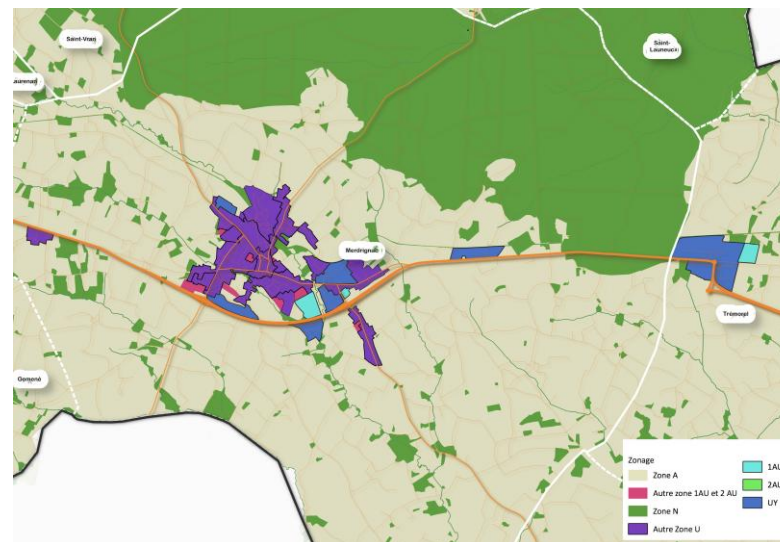 Saint-Vran
Saint-
Launeuc
Laurenan
Merdrignac
Trémorel
Gomené
Zonage
Zone A
Autre zone 1AU et 2 AU
Zone N
Autre Zone U
1AU
2AU
UY